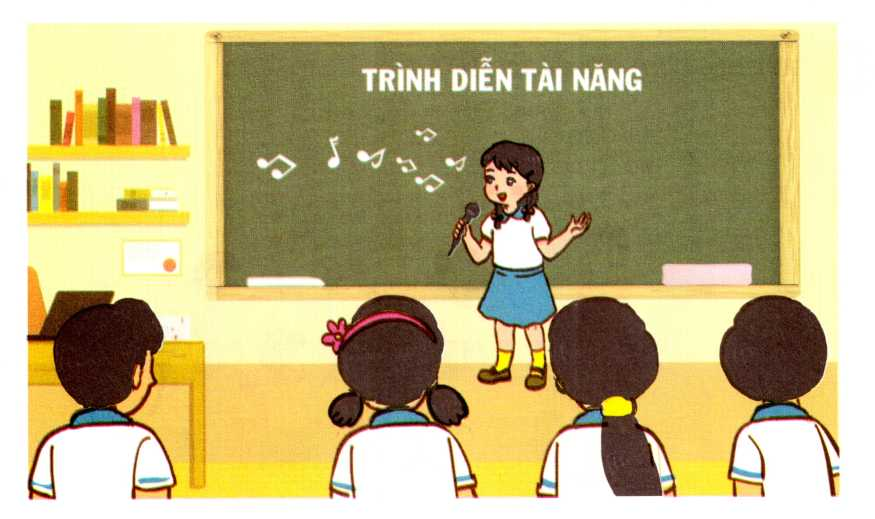 TRÌNH DIỄN TÀI NĂNG